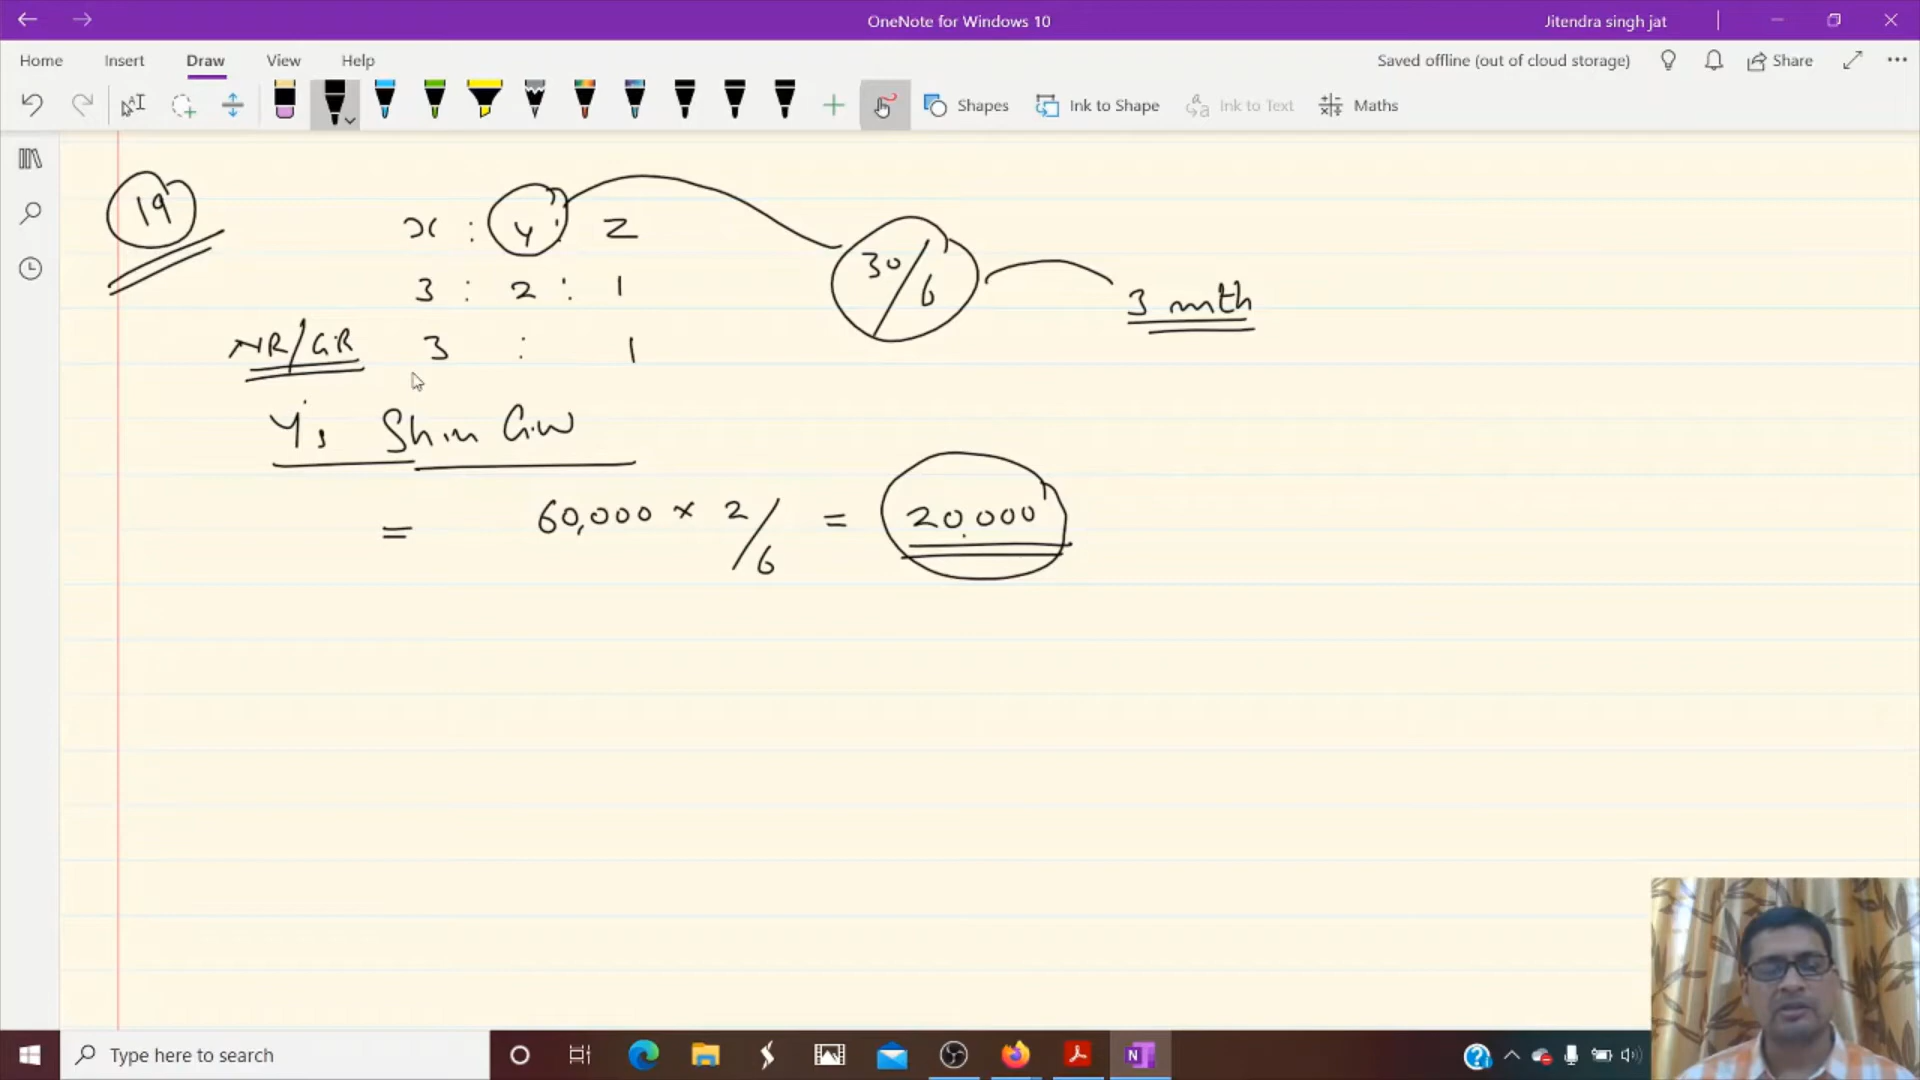 OneNote for Windows 10
Jitendra singh jat
Home Insert Draw View Help
Saved offline (out of cloud storage)
Share
Shapes
Ink to Shape
Ink to Text
Maths
19
x : y : z
30/6
3 : 2 : 1
3 mth
NR/GR 3 : 1
Y's Share G.W
= 60,000 × 2/6 = 20,000
Type here to search